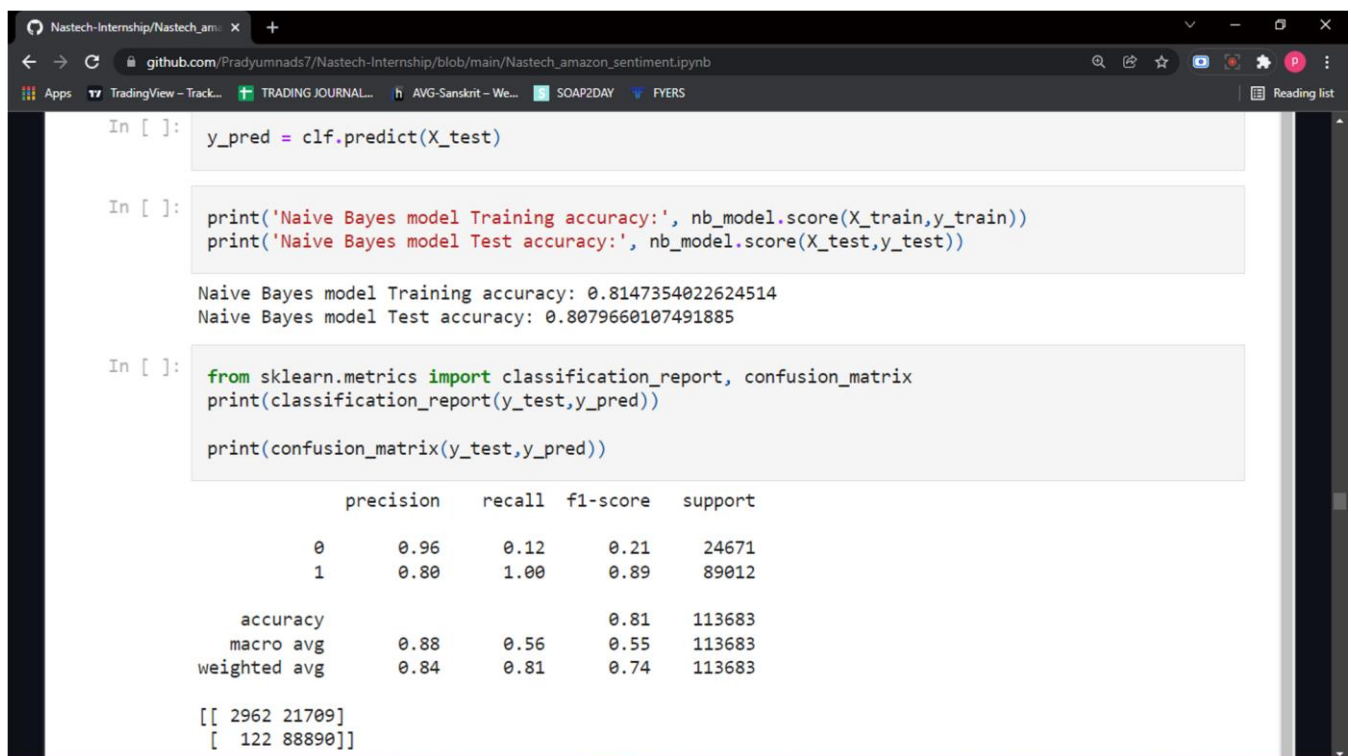 Nastech-Internship/Nastech_ama
github.com/Pradyumnads7/Nastech-Internship/blob/main/Nastech_amazon_sentiment.ipynb
P
Apps TradingView – Track... TRADING JOURNAL... AVG-Sanskrit – We... SOAP2DAY FYERS Reading list
In [ ]: y_pred = clf.predict(X_test)
In [ ]: print('Naive Bayes model Training accuracy:', nb_model.score(X_train,y_train))
print('Naive Bayes model Test accuracy:', nb_model.score(X_test,y_test))
Naive Bayes model Training accuracy: 0.8147354022624514
Naive Bayes model Test accuracy: 0.8079660107491885
In [ ]: from sklearn.metrics import classification_report, confusion_matrix
print(classification_report(y_test,y_pred))
print(confusion_matrix(y_test,y_pred))
precision recall f1-score support
0 0.96 0.12 0.21 24671
1 0.80 1.00 0.89 89012
accuracy 0.81 113683
macro avg 0.88 0.56 0.55 113683
weighted avg 0.84 0.81 0.74 113683
[[ 2962 21709]
[ 122 88890]]